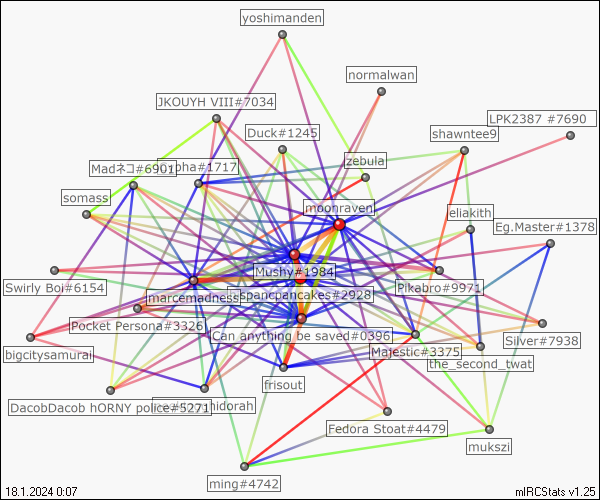 yoshimanden
normalwan
JKOUYH VIII#7034
LPK2387 #7690
Duck#1245
shawntee9
zebula
Madネコ#6901
pha#1717
somass
moonraven
eliakith
Eg.Master#1378
Mushy#1984
Swirly Boi#6154
marcemadness
spancpancakes#2928
Pikabro#9971
Pocket Persona#3326
Can anything be saved#0396
Silver#7938
bigcitysamurai
Majestic#3375
the_second_twat
frisout
DacobDacob hORNY police#5271
hidorah
Fedora Stoat#4479
mukszi
ming#4742
18.1.2024 0:07
mIRCStats v1.25